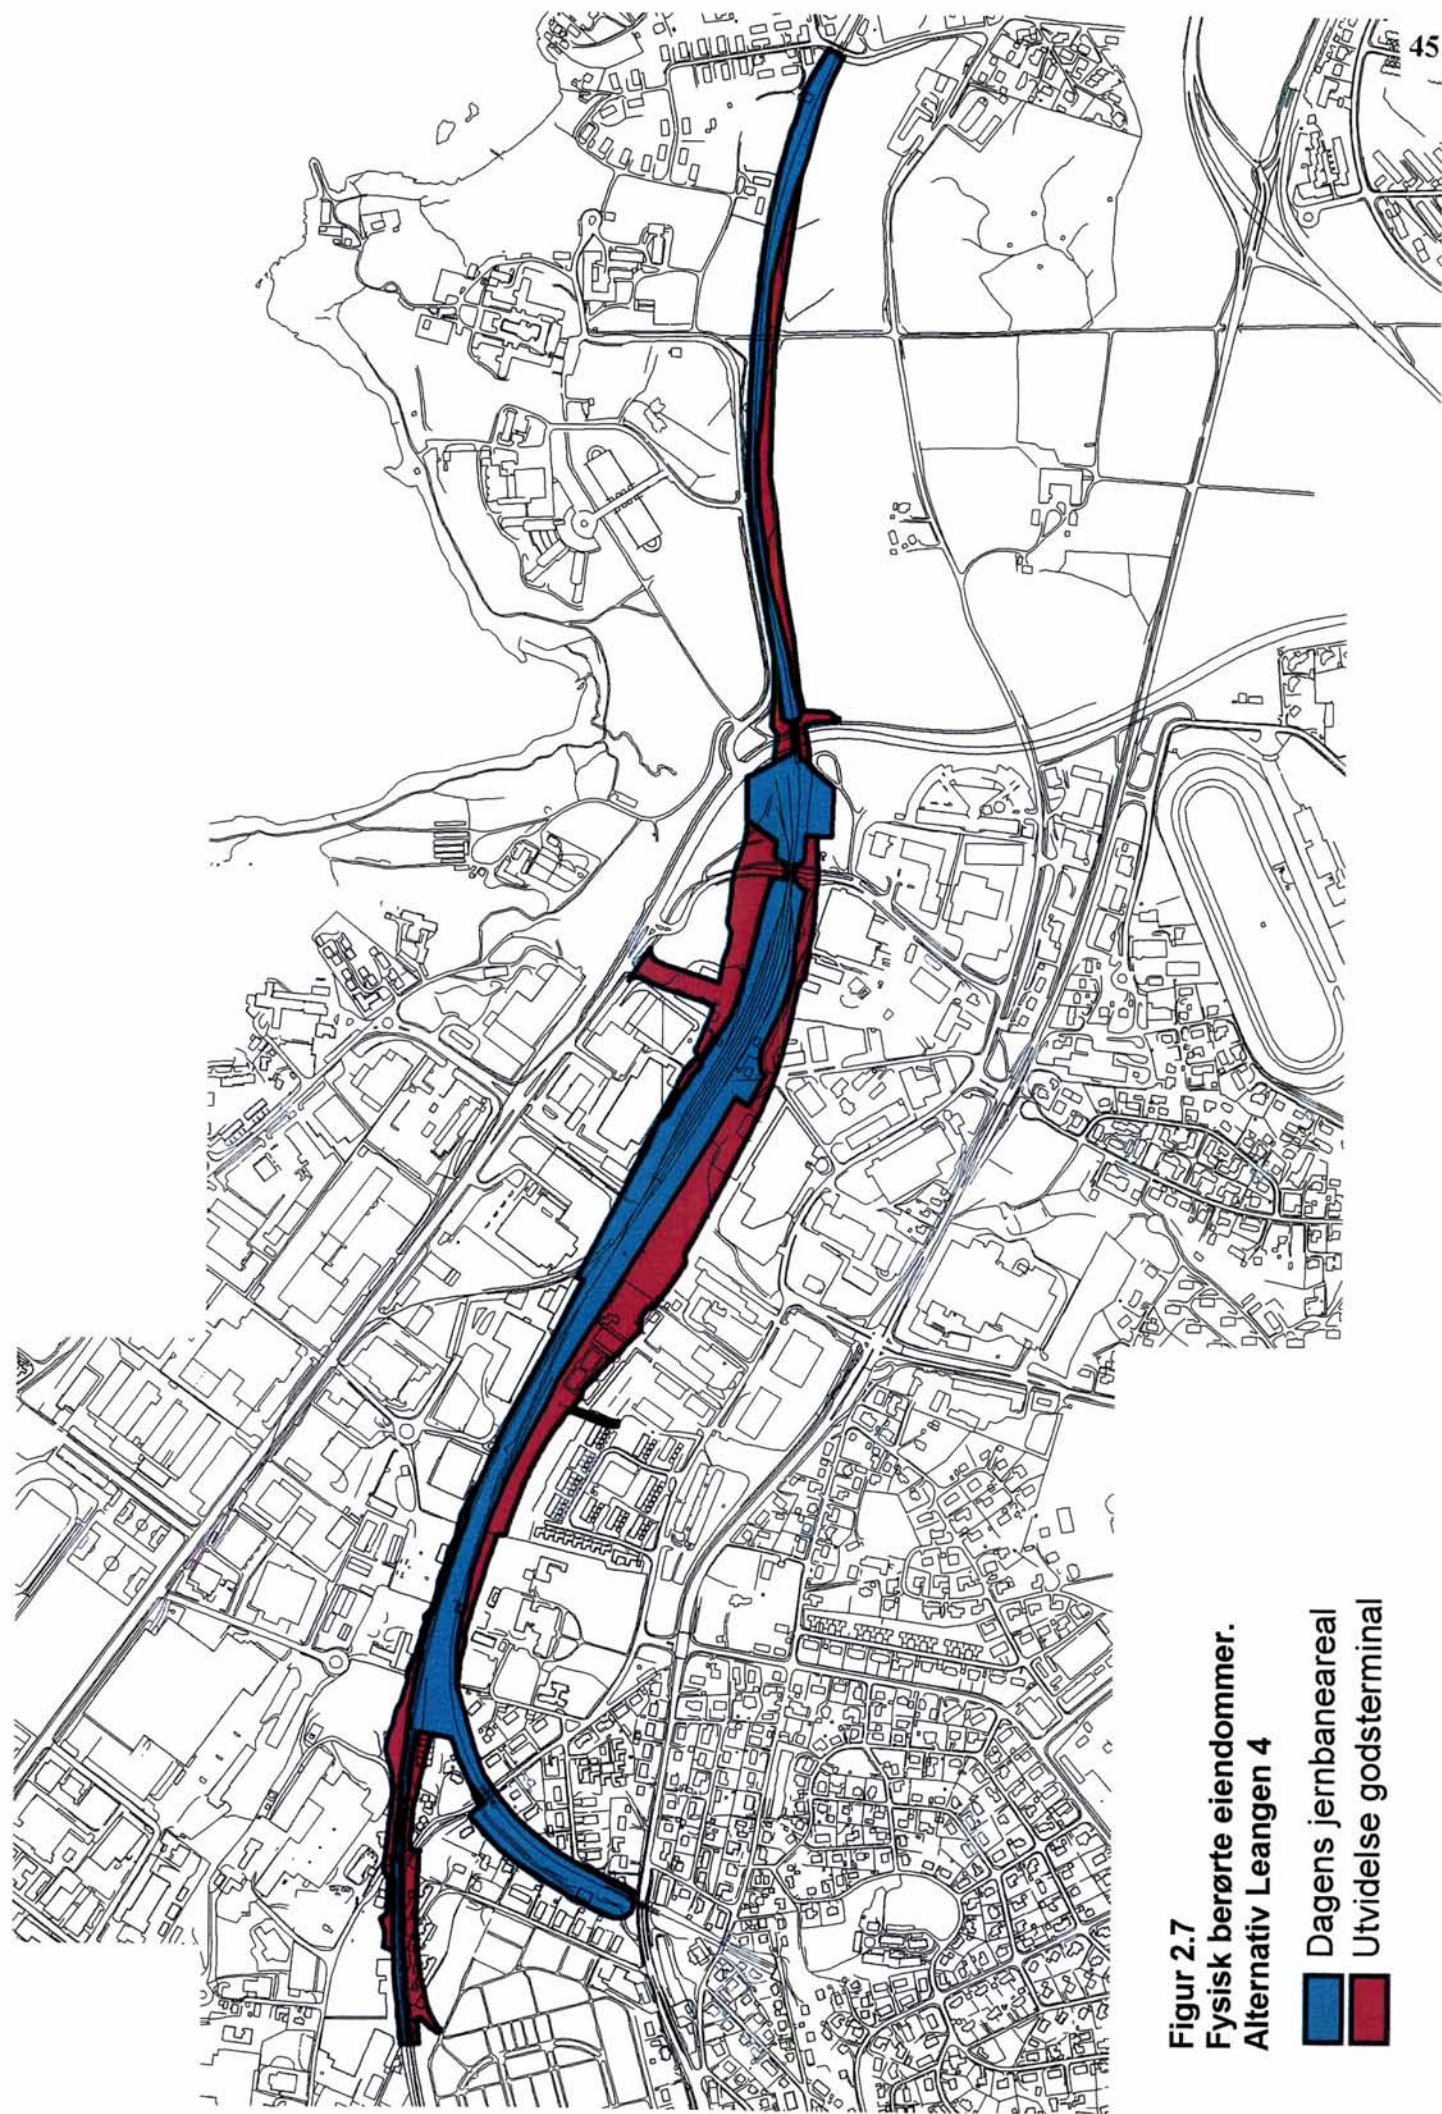 45
Figur 2.7
Fysisk berørte eiendommer.
Alternativ Leangen 4
Dagens jernbaneareal
Utvidelse godsterminal